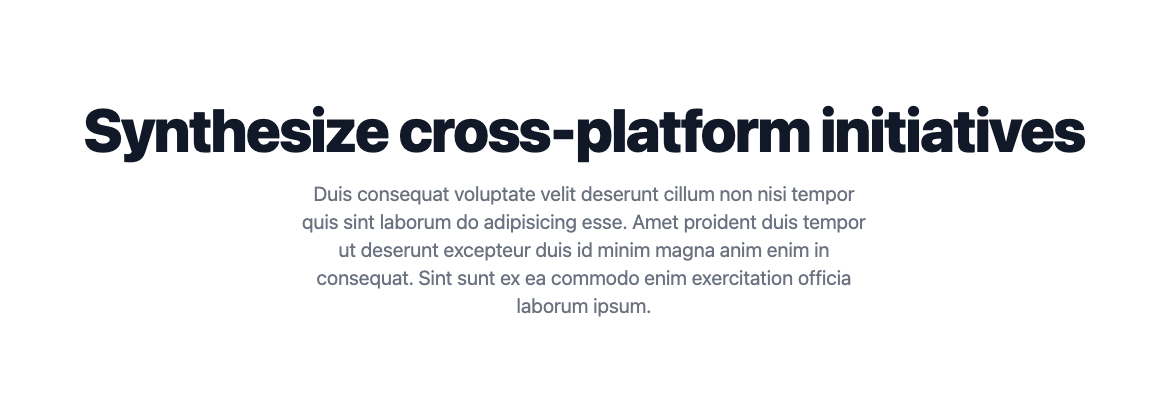 Synthesize cross-platform initiatives
Duis consequat voluptate velit deserunt cillum non nisi tempor
quis sint laborum do adipisicing esse. Amet proident duis tempor
ut deserunt excepteur duis id minim magna anim enim in
consequat. Sint sunt ex ea commodo enim exercitation officia
laborum ipsum.